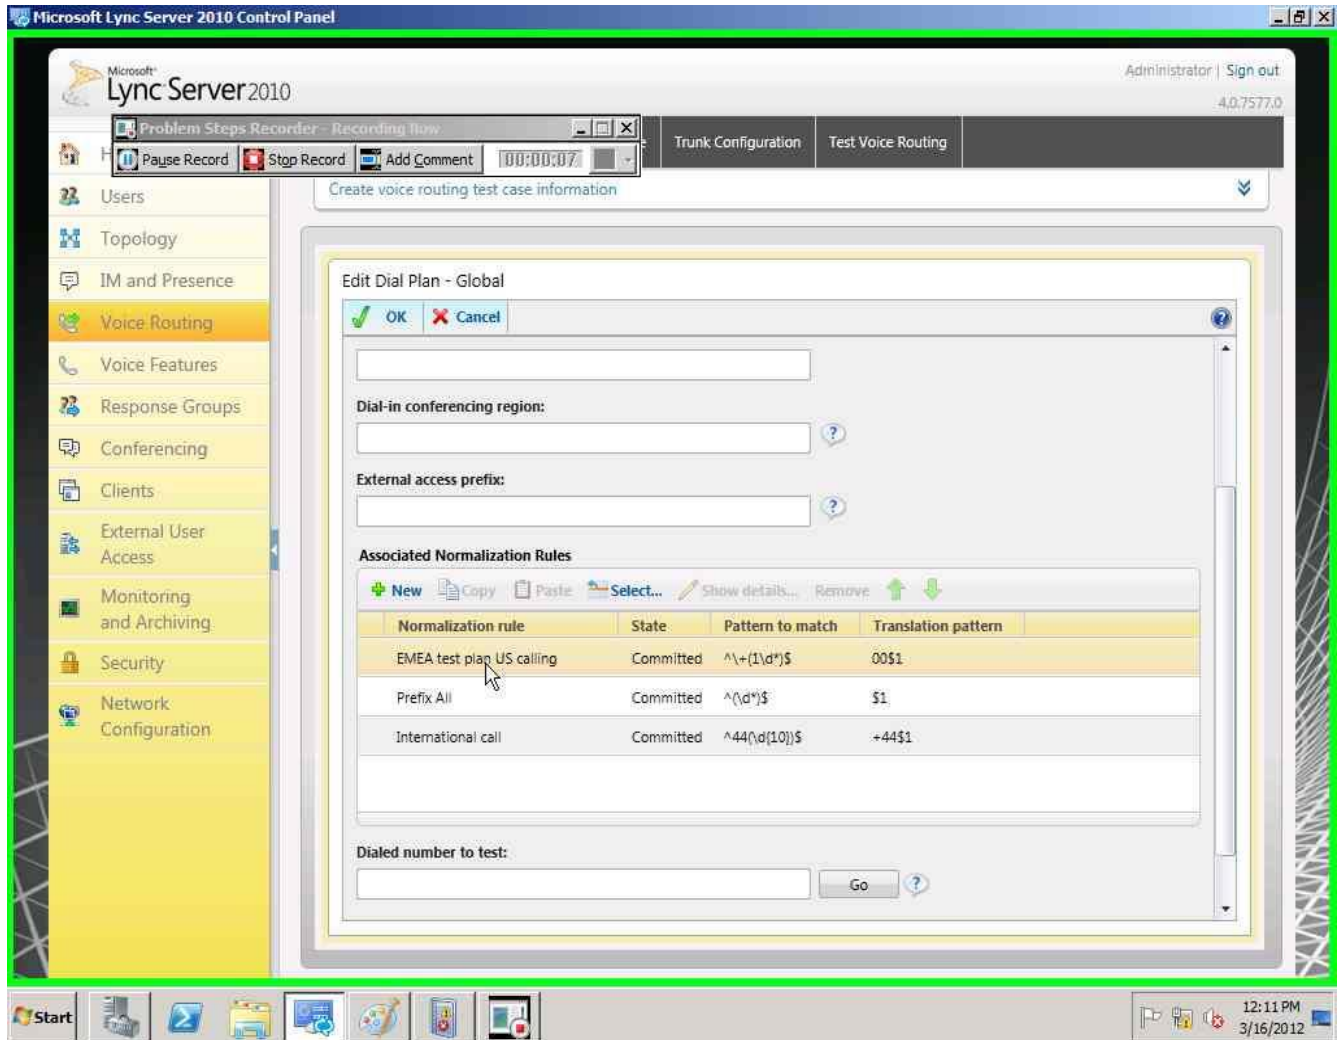 Microsoft Lync Server 2010 Control Panel
Microsoft
Lync Server 2010
Administrator | Sign out
4.0.7577.0
Problem Steps Recorder - Recording Now
Pause Record Stop Record Add Comment 00:00:07
Trunk Configuration Test Voice Routing
Create voice routing test case information
Users
Topology
IM and Presence
Voice Routing
Voice Features
Response Groups
Conferencing
Clients
External User
Access
Monitoring
and Archiving
Security
Network
Configuration
Edit Dial Plan - Global
OK Cancel
Dial-in conferencing region:
External access prefix:
Associated Normalization Rules
New Copy Paste Select... Show details... Remove
Normalization rule State Pattern to match Translation pattern
EMEA test plan US calling Committed ^\+(1\d*)$ 00$1
Prefix All Committed ^(\d*)$ $1
International call Committed ^44(\d{10})$ +44$1
Dialed number to test:
Go
Start
12:11 PM
3/16/2012